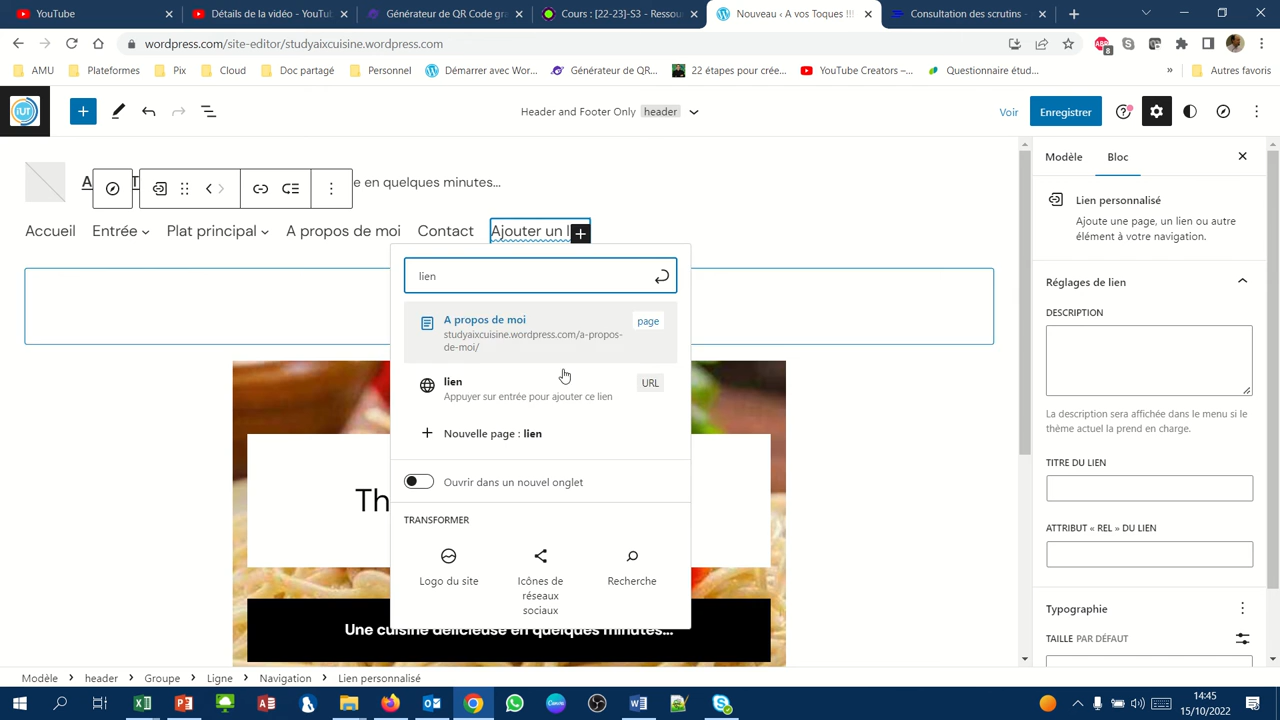 YouTube
Détails de la vidéo - YouTube
Générateur de QR Code gra
Cours : [22-23]-S3 - Ressou
Nouveau ‹ A vos Toques !!!
Consultation des scrutins -
wordpress.com/site-editor/studyaixcuisine.wordpress.com
8
AMU
Plateformes
Pix
Cloud
Doc partagé
Personnel
Démarrer avec Wor...
Générateur de QR...
22 étapes pour crée...
YouTube Creators –...
Questionnaire étud...
»
Autres favoris
iUT
Header and Footer Only header
Voir
Enregistrer
e en quelques minutes...
Accueil
Entrée
Plat principal
A propos de moi
Contact
Ajouter un l
lien
A propos de moi
page
studyaixcuisine.wordpress.com/a-propos-
de-moi/
lien
URL
Appuyer sur entrée pour ajouter ce lien
Nouvelle page : lien
Ouvrir dans un nouvel onglet
TRANSFORMER
Logo du site
Icônes de
réseaux
sociaux
Recherche
Th
Une cuisine délicieuse en quelques minutes...
Modèle
Bloc
Lien personnalisé
Ajoute une page, un lien ou autre
élément à votre navigation.
Réglages de lien
DESCRIPTION
La description sera affichée dans le menu si le
thème actuel la prend en charge.
TITRE DU LIEN
ATTRIBUT « REL » DU LIEN
Typographie
TAILLE PAR DÉFAUT
Modèle › header › Groupe › Ligne › Navigation › Lien personnalisé
14:45
15/10/2022